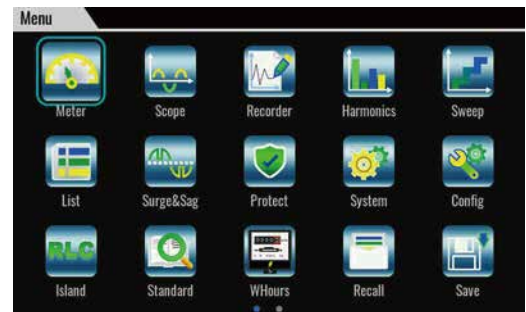 Menu
Meter Scope Recorder Harmonics Sweep
List Surge&Sag Protect System Config
RLC
Island Standard WHours Recall Save